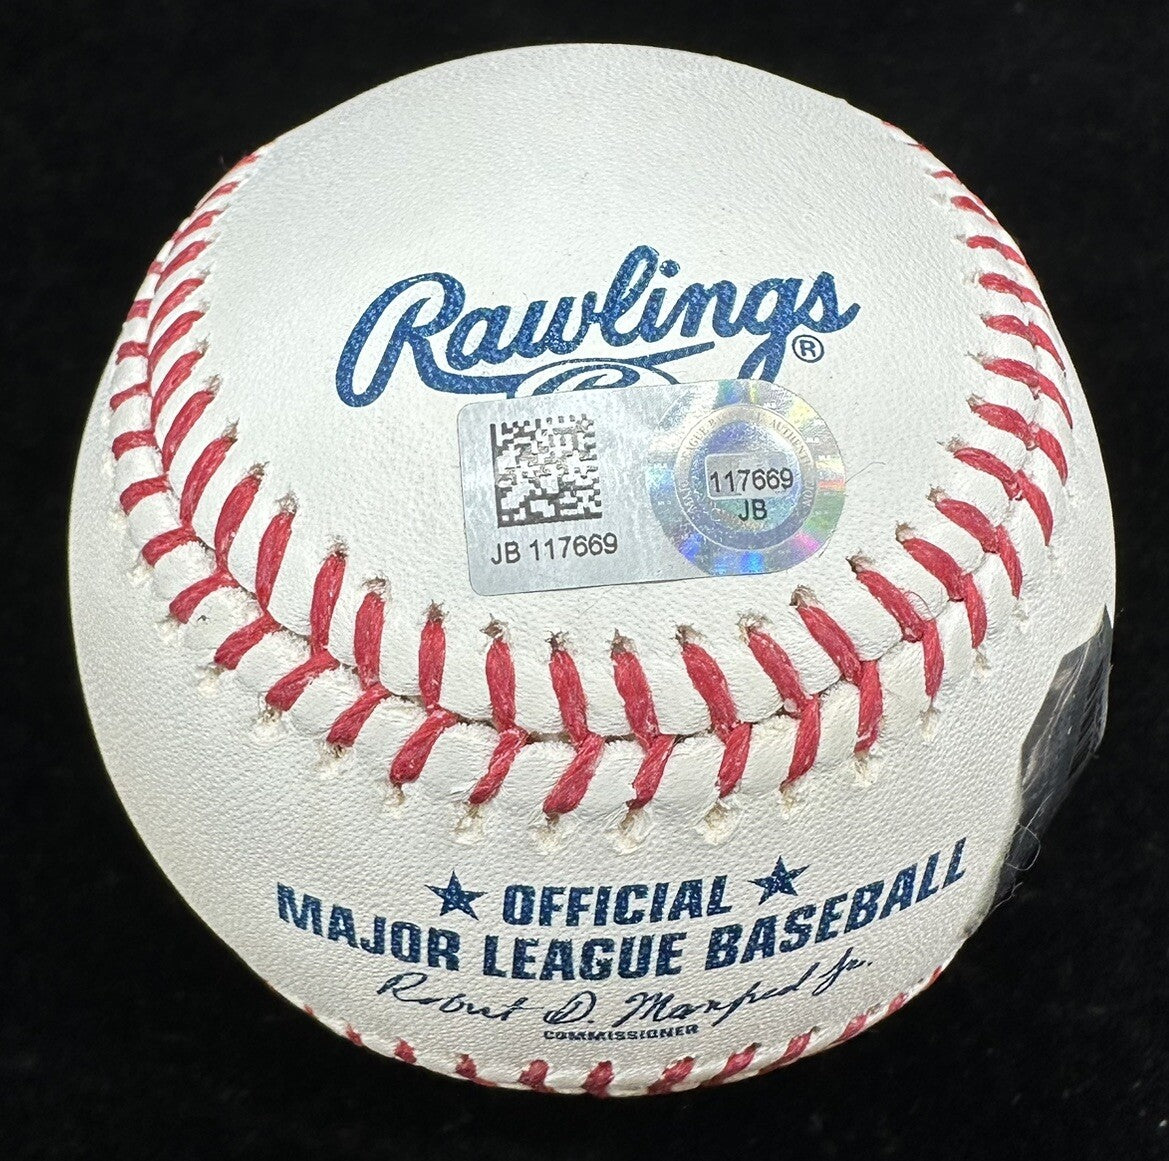 Rawlings®
117669
JB
JB 117669
★ OFFICIAL ★
MAJOR LEAGUE BASEBALL
Robert D. Manfred Jr.
COMMISSIONER